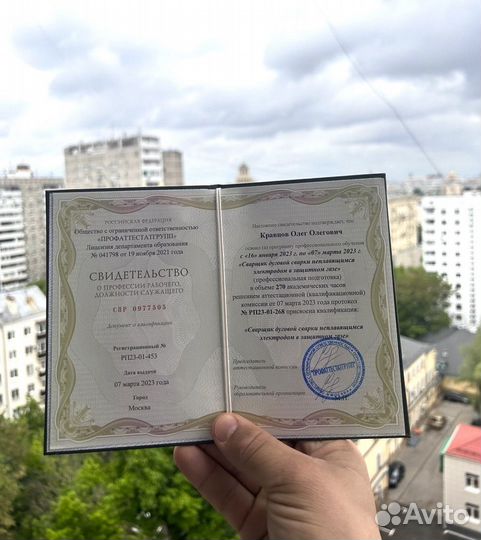 РОССИЙСКАЯ ФЕДЕРАЦИЯ
Общество с ограниченной ответственностью
«ПРОФАТТЕСТАТГРУПП»
Лицензия департамента образования
№ 041798 от 19 ноября 2021
СВИДЕТЕЛЬСТВО
О ПРОФЕССИИ РАБОЧЕГО,
ДОЛЖНОСТИ СЛУЖАЩЕГО
СПР 0977505
Документ о квалификации
Регистрационный №
РП23-01-453
Дата выдачи
07 марта 2023 года
Город
Москва
Настоящее свидетельство подтверждает, что
Кравцов Олег Олегович
освоил (а) программу профессионального обучения
с «16» января 2023 г. по «07» марта 2023 г.
«Сварщик дуговой сварки неплавящимся
электродом в защитном газе»
(профессиональная подготовка)
в объеме 270 академических часов
решением аттестационной (квалификационной)
комиссии от 07 марта 2023 года протокол
№ РП23-01-268 присвоена квалификация:
«Сварщик дуговой сварки неплавящимся
электродом в защитном газе»
Председатель
аттестационной комиссии
Руководитель
образовательной организации
"ПРОФАТТЕСТАТГРУПП"
Avito